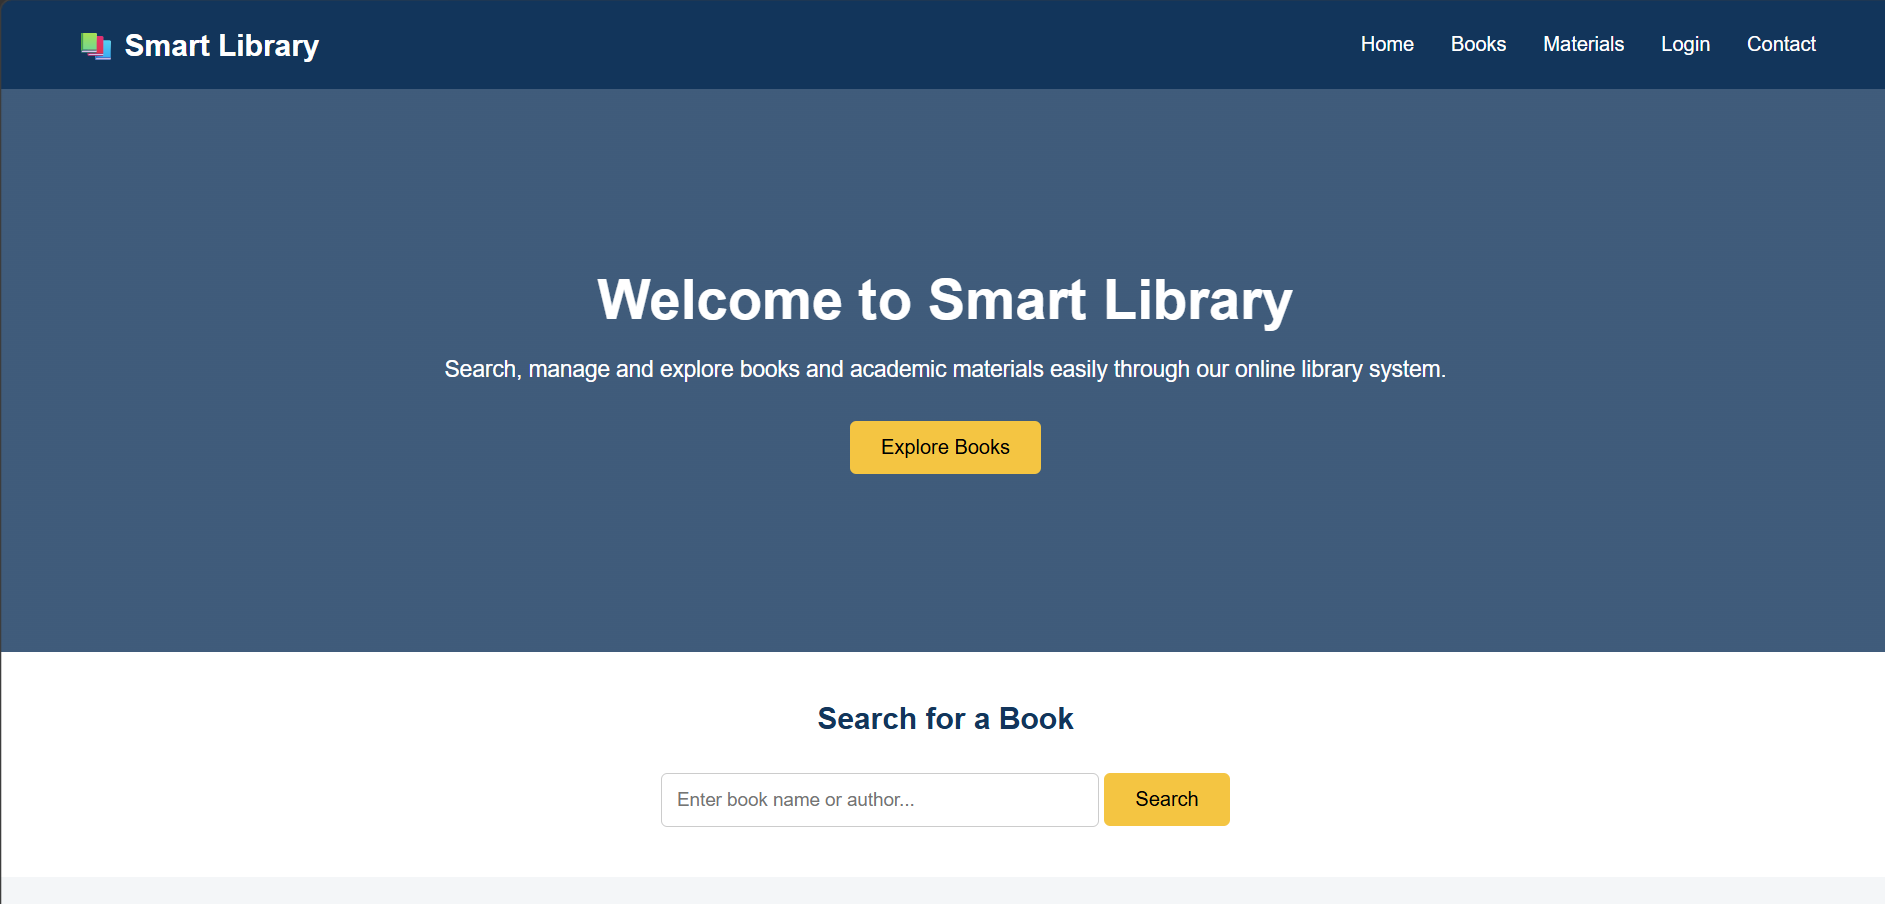 Smart Library
Home Books Materials Login Contact
Welcome to Smart Library
Search, manage and explore books and academic materials easily through our online library system.
Explore Books
Search for a Book
Enter book name or author...
Search